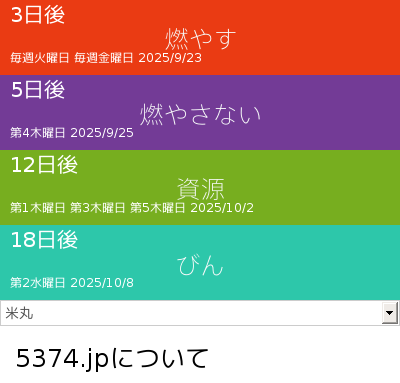 3日後
燃やす
毎週火曜日 毎週金曜日 2025/9/23
5日後
燃やさない
第4木曜日 2025/9/25
12日後
資源
第1木曜日 第3木曜日 第5木曜日 2025/10/2
18日後
びん
第2水曜日 2025/10/8
米丸
5374.jpについて